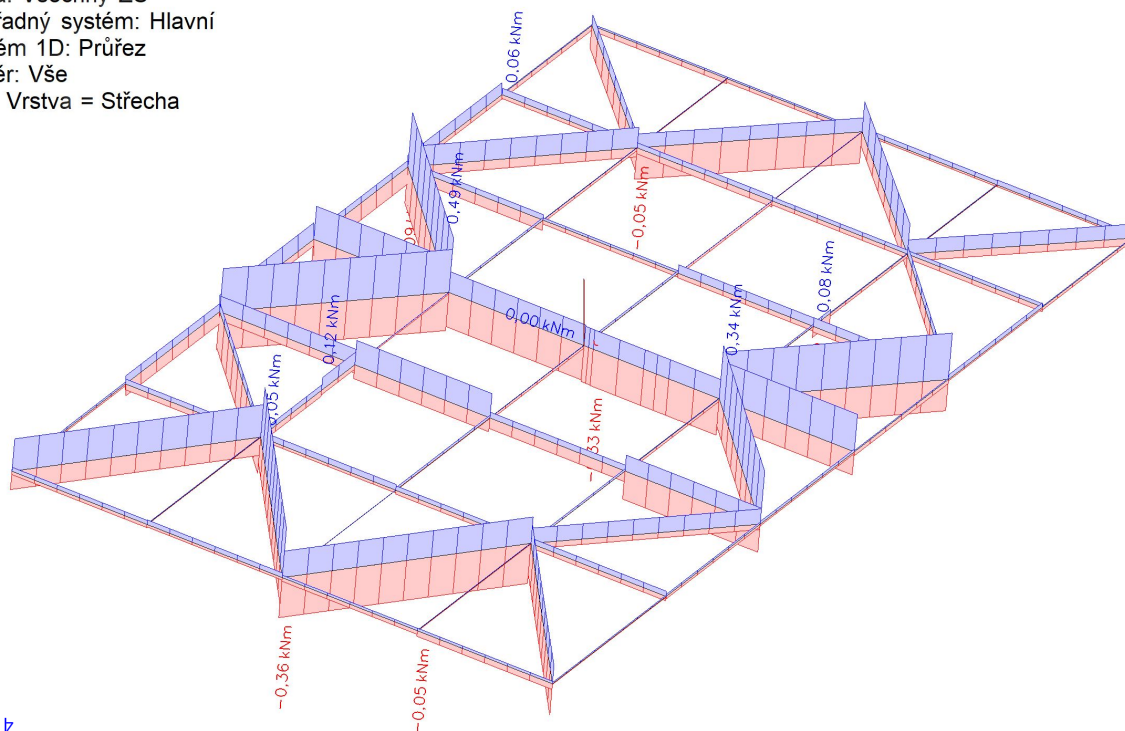 řadný systém: Hlavní
ém 1D: Průřez
ěr: Vše
Vrstva = Střecha
0,06 kNm
0,49 kNm
-0,05 kNm
0,08 kNm
0,00 kNm
0,34 kNm
0,12 kNm
0,05 kNm
33 kNm
-0,36 kNm
-0,05 kNm
4